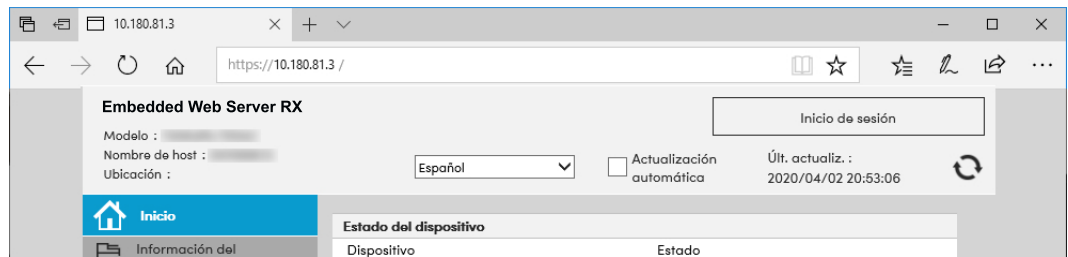 10.180.81.3
https://10.180.81.3 /
Embedded Web Server RX
Inicio de sesión
Modelo :
Nombre de host :
Ubicación :
Español
Actualización
automática
Últ. actualiz. :
2020/04/02 20:53:06
Inicio
Estado del dispositivo
Información del
Dispositivo
Estado